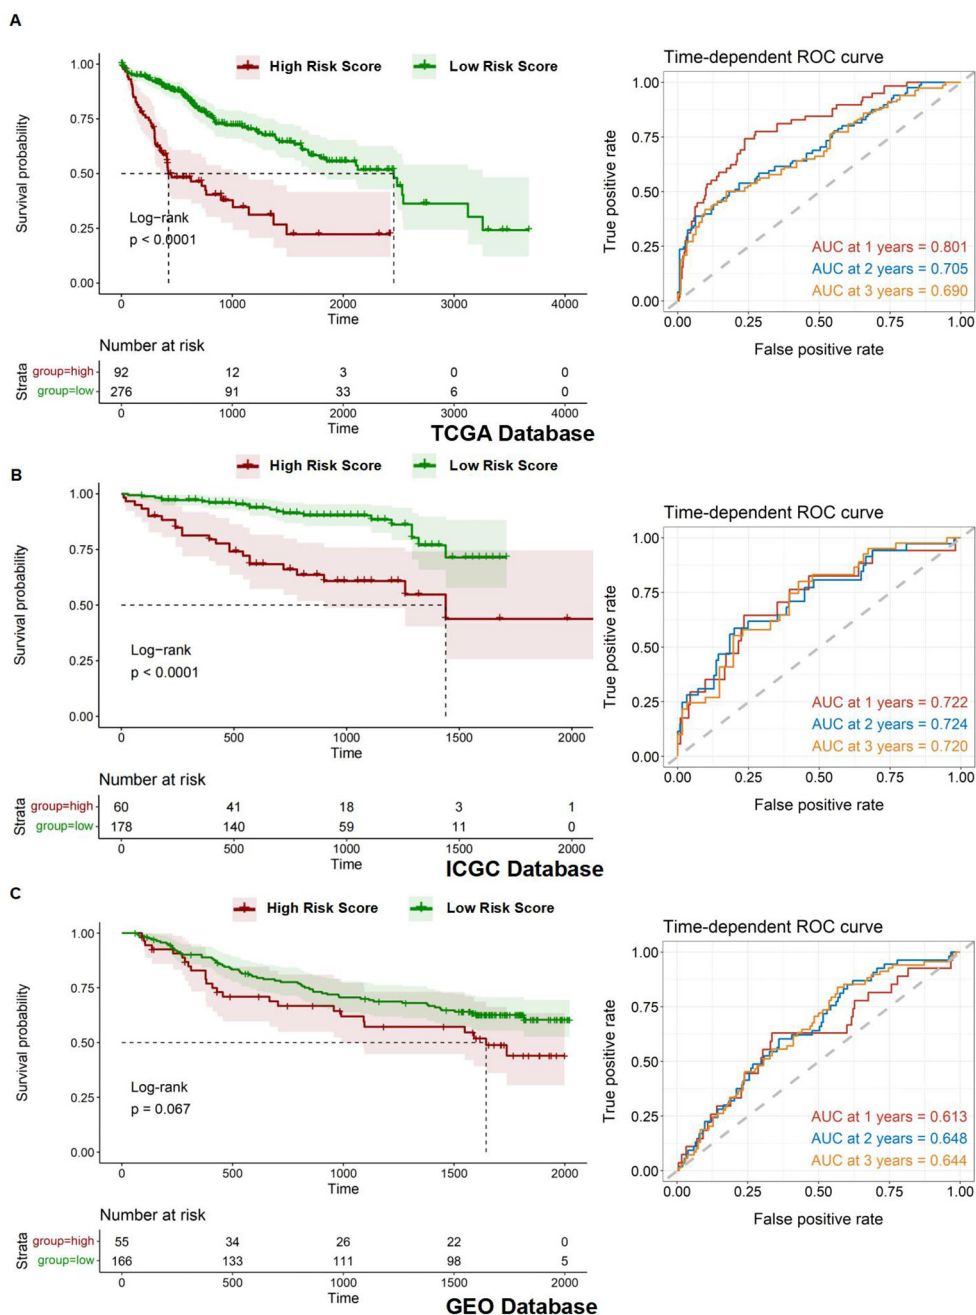 A
High Risk Score
Low Risk Score
Survival probability
1.00
0.75
0.50
0.25
0.00
Log−rank
p < 0.0001
0 1000 2000 3000 4000
Time
Number at risk
Strata
group=high 92 12 3 0 0
group=low 276 91 33 6 0
0 1000 2000 3000 4000
Time
TCGA Database
Time-dependent ROC curve
True positive rate
1.00
0.75
0.50
0.25
0.00
AUC at 1 years = 0.801
AUC at 2 years = 0.705
AUC at 3 years = 0.690
0.00 0.25 0.50 0.75 1.00
False positive rate
B
High Risk Score
Low Risk Score
Survival probability
1.00
0.75
0.50
0.25
0.00
Log−rank
p < 0.0001
0 500 1000 1500 2000
Time
Number at risk
Strata
group=high 60 41 18 3 1
group=low 178 140 59 11 0
0 500 1000 1500 2000
Time
ICGC Database
Time-dependent ROC curve
True positive rate
1.00
0.75
0.50
0.25
0.00
AUC at 1 years = 0.722
AUC at 2 years = 0.724
AUC at 3 years = 0.720
0.00 0.25 0.50 0.75 1.00
False positive rate
C
High Risk Score
Low Risk Score
Survival probability
1.00
0.75
0.50
0.25
0.00
Log-rank
p = 0.067
0 500 1000 1500 2000
Time
Number at risk
Strata
group=high 55 34 26 22 0
group=low 166 133 111 98 5
0 500 1000 1500 2000
Time
GEO Database
Time-dependent ROC curve
True positive rate
1.00
0.75
0.50
0.25
0.00
AUC at 1 years = 0.613
AUC at 2 years = 0.648
AUC at 3 years = 0.644
0.00 0.25 0.50 0.75 1.00
False positive rate